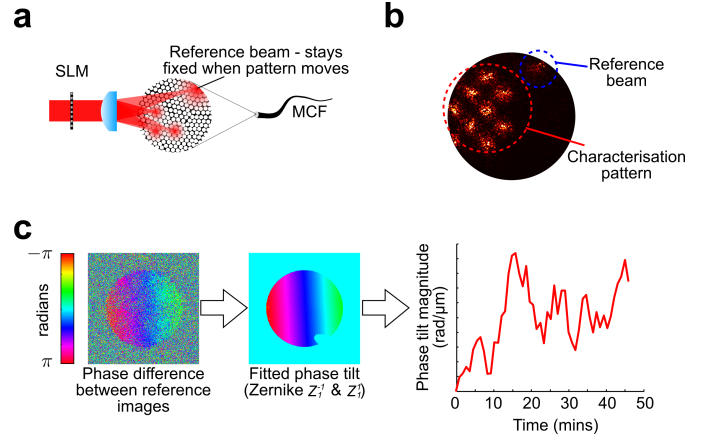 a
SLM
Reference beam - stays
fixed when pattern moves
MCF
b
Reference
beam
Characterisation
pattern
c
−π
radians
π
Phase difference
between reference
images
Fitted phase tilt
(Zernike Z₁⁻¹ & Z₁¹)
Phase tilt magnitude
(rad/μm)
0 10 20 30 40 50
Time (mins)